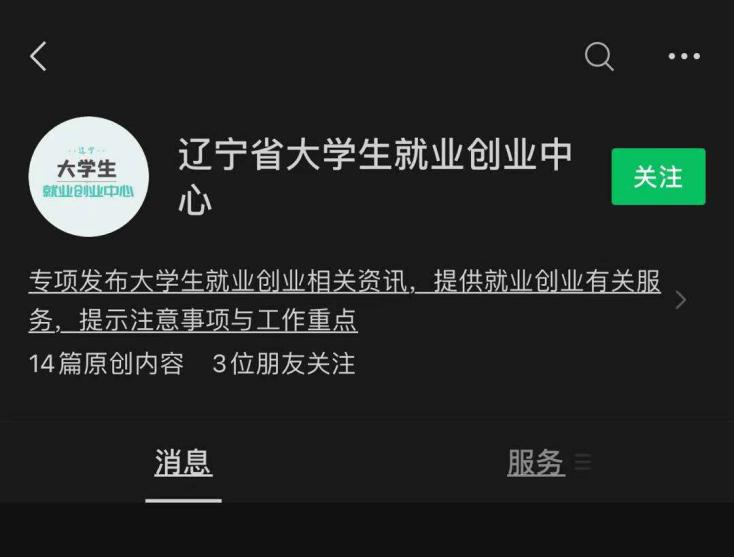 ·· 辽宁 ··
大学生
就业创业中心
辽宁省大学生就业创业中
心
关注
专项发布大学生就业创业相关资讯，提供就业创业有关服
务，提示注意事项与工作重点
14篇原创内容 3位朋友关注
消息 服务